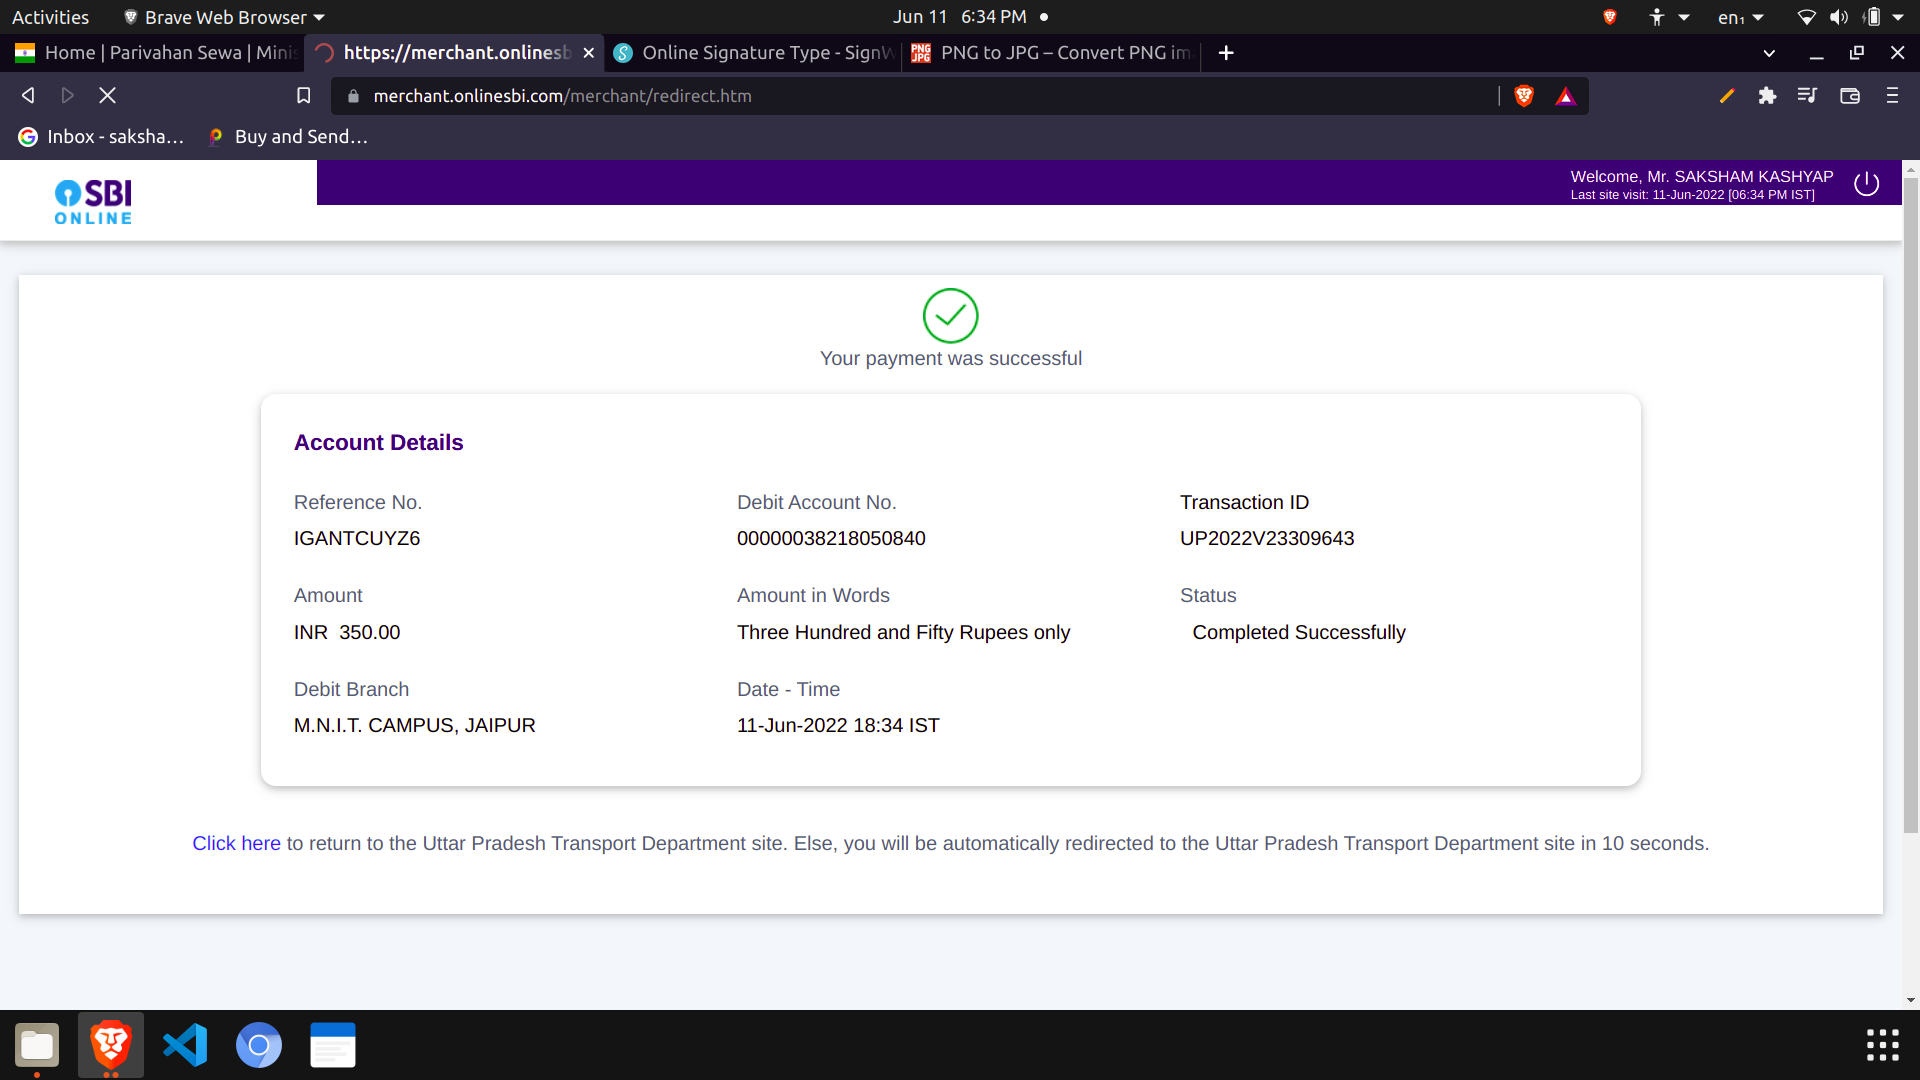 Activities Brave Web Browser Jun 11 6:34 PM en₁
Home | Parivahan Sewa | Minis https://merchant.onlinesb Online Signature Type - SignW PNG to JPG – Convert PNG im
merchant.onlinesbi.com/merchant/redirect.htm
Inbox - saksha... Buy and Send...
SBI
ONLINE
Welcome, Mr. SAKSHAM KASHYAP
Last site visit: 11-Jun-2022 [06:34 PM IST]
Your payment was successful
Account Details
Reference No. Debit Account No. Transaction ID
IGANTCUYZ6 00000038218050840 UP2022V23309643
Amount Amount in Words Status
INR 350.00 Three Hundred and Fifty Rupees only Completed Successfully
Debit Branch Date - Time
M.N.I.T. CAMPUS, JAIPUR 11-Jun-2022 18:34 IST
Click here to return to the Uttar Pradesh Transport Department site. Else, you will be automatically redirected to the Uttar Pradesh Transport Department site in 10 seconds.